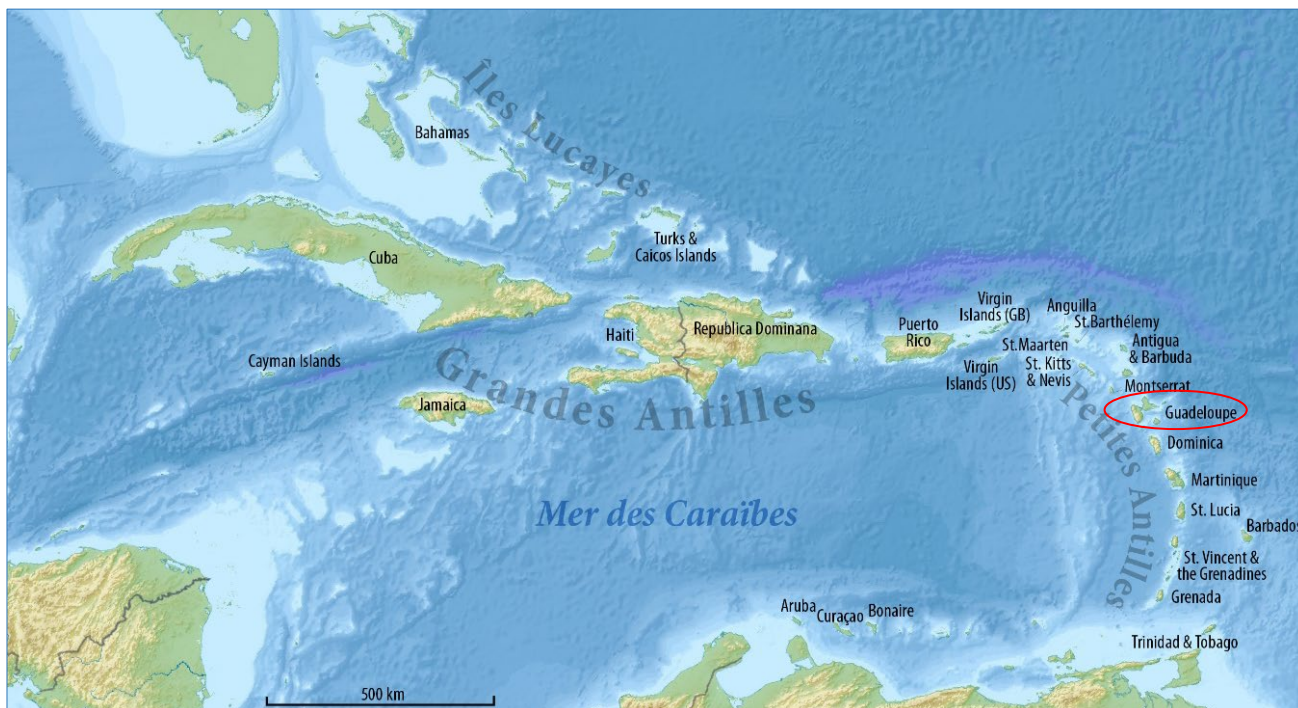 Îles Lucayes
Bahamas
Turks &
Caicos Islands
Cuba
Cayman Islands
Jamaica
Haiti
Republica Dominana
Grandes Antilles
Puerto
Rico
Virgin
Islands (GB)
Virgin
Islands (US)
Anguilla
St.Barthélemy
St.Maarten
St. Kitts
& Nevis
Antigua
& Barbuda
Montserrat
Guadeloupe
Petites Antilles
Dominica
Martinique
St. Lucia
Barbados
St. Vincent &
the Grenadines
Grenada
Mer des Caraïbes
Aruba
Curaçao
Bonaire
Trinidad & Tobago
500 km